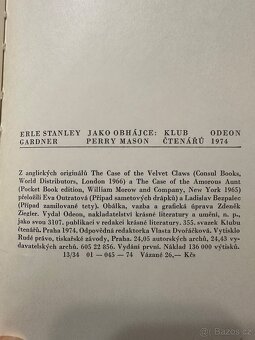 ERLE STANLEY JAKO OBHÁJCE: KLUB ODEON
GARDNER PERRY MASON ČTENÁŘŮ 1974
Z anglických originálů The Case of the Velvet Claws (Consul Books,
World Distributors, London 1966) a The Case of the Amorous Aunt
(Pocket Book edition, William Morow and Company, New York 1965)
přeložili Eva Outratová (Případ sametových drápků) a Ladislav Bezpalec
(Případ zamilované tety). Obálka, vazba a grafická úprava Zdeněk
Ziegler. Vydal Odeon, nakladatelství krásné literatury a umění, n. p.,
jako svou 3107. publikaci v redakci krásné prózy. 355. svazek Klubu
čtenářů. Praha 1974. Odpovědná redaktorka Vlasta Dvořáčková. Vytisklo
Rudé právo, tiskařské závody, Praha. 24,05 autorských archů, 24,43 vy-
davatelských archů. 605 22 856. Vydání první. Náklad 136 000 výtisků.
13/34 01 — 045 — 74 Vázané 26,— Kčs